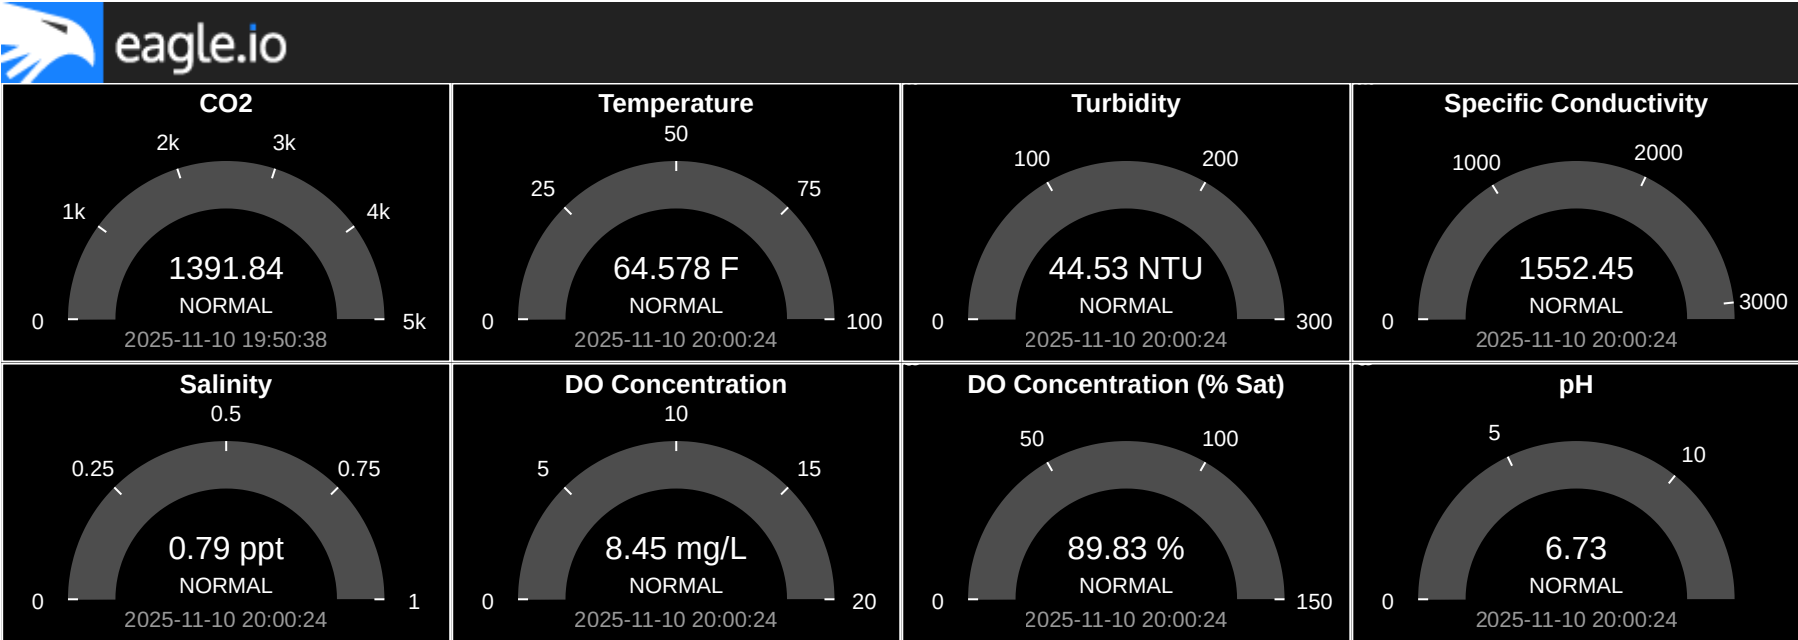 eagle.io
CO2
2k
3k
1k
4k
1391.84
NORMAL
0
5k
2025-11-10 19:50:38
Temperature
50
25
75
64.578 F
NORMAL
0
100
2025-11-10 20:00:24
Turbidity
100
200
44.53 NTU
NORMAL
0
300
2025-11-10 20:00:24
Specific Conductivity
1000
2000
1552.45
NORMAL
3000
0
2025-11-10 20:00:24
Salinity
0.5
0.25
0.75
0.79 ppt
NORMAL
0
1
2025-11-10 20:00:24
DO Concentration
10
5
15
8.45 mg/L
NORMAL
0
20
2025-11-10 20:00:24
DO Concentration (% Sat)
50
100
89.83 %
NORMAL
0
150
2025-11-10 20:00:24
pH
5
10
6.73
NORMAL
0
2025-11-10 20:00:24